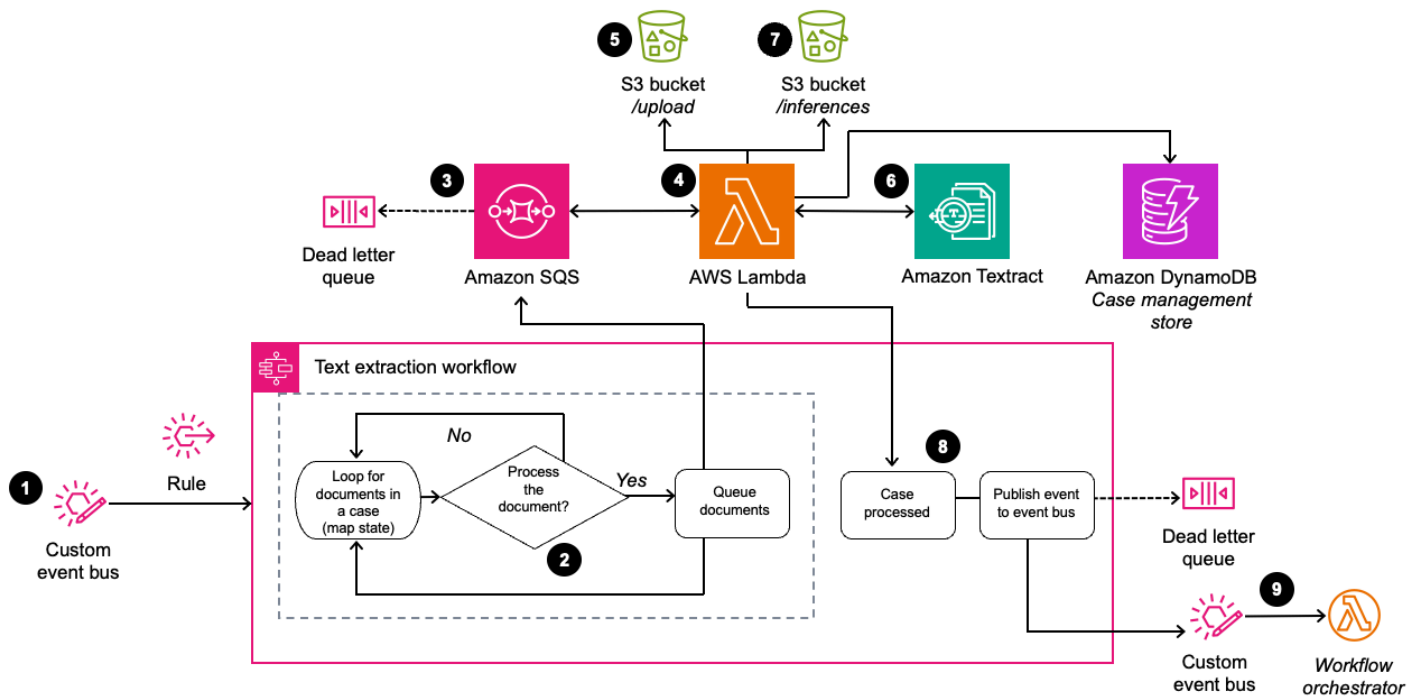 5
7
S3 bucket
/upload
S3 bucket
/inferences
3
4
6
Dead letter
queue
Amazon SQS
AWS Lambda
Amazon Textract
Amazon DynamoDB
Case management
store
Text extraction workflow
1
Rule
Custom
event bus
No
Loop for
documents in
a case
(map state)
Process
the
document?
Yes
Queue
documents
2
8
Case
processed
Publish event
to event bus
Dead letter
queue
9
Custom
event bus
Workflow
orchestrator